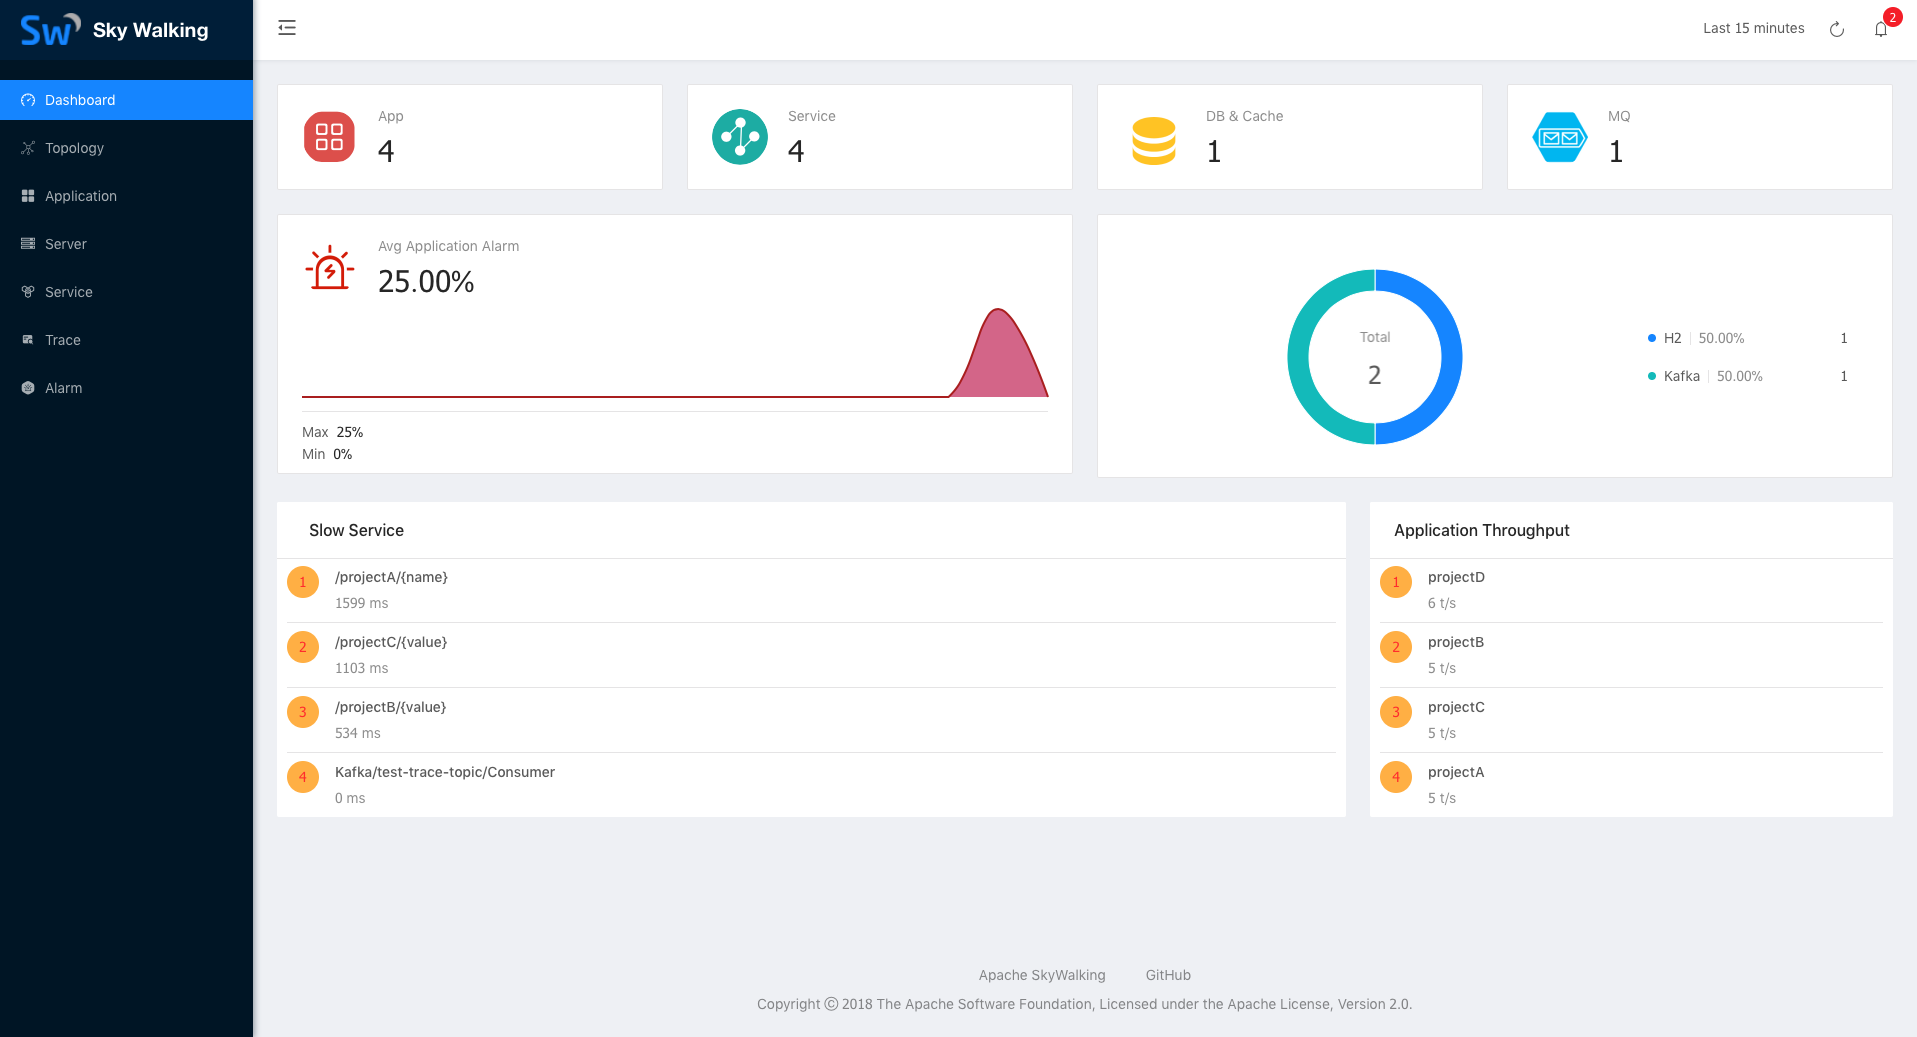 Sw Sky Walking
Last 15 minutes
2
Dashboard
Topology
Application
Server
Service
Trace
Alarm
App
4
Service
4
DB & Cache
1
MQ
1
Avg Application Alarm
25.00%
Max 25%
Min 0%
Total
2
H2 | 50.00% 1
Kafka | 50.00% 1
Slow Service
1 /projectA/{name}
1599 ms
2 /projectC/{value}
1103 ms
3 /projectB/{value}
534 ms
4 Kafka/test-trace-topic/Consumer
0 ms
Application Throughput
1 projectD
6 t/s
2 projectB
5 t/s
3 projectC
5 t/s
4 projectA
5 t/s
Apache SkyWalking GitHub
Copyright © 2018 The Apache Software Foundation, Licensed under the Apache License, Version 2.0.